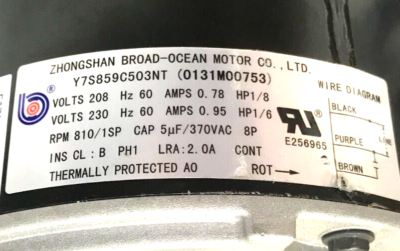 ZHONGSHAN BROAD-OCEAN MOTOR CO., LTD.
Y7S859C503NT (0131M00753)
VOLTS 208 Hz 60 AMPS 0.78 HP1/8
VOLTS 230 Hz 60 AMPS 0.95 HP1/6
RPM 810/1SP CAP 5µF/370VAC 8P
INS CL: B PH1 LRA: 2.0A CONT
THERMALLY PROTECTED AO ROT
E256965
WIRE DIAGRAM
BLACK
PURPLE
LINE
BROWN